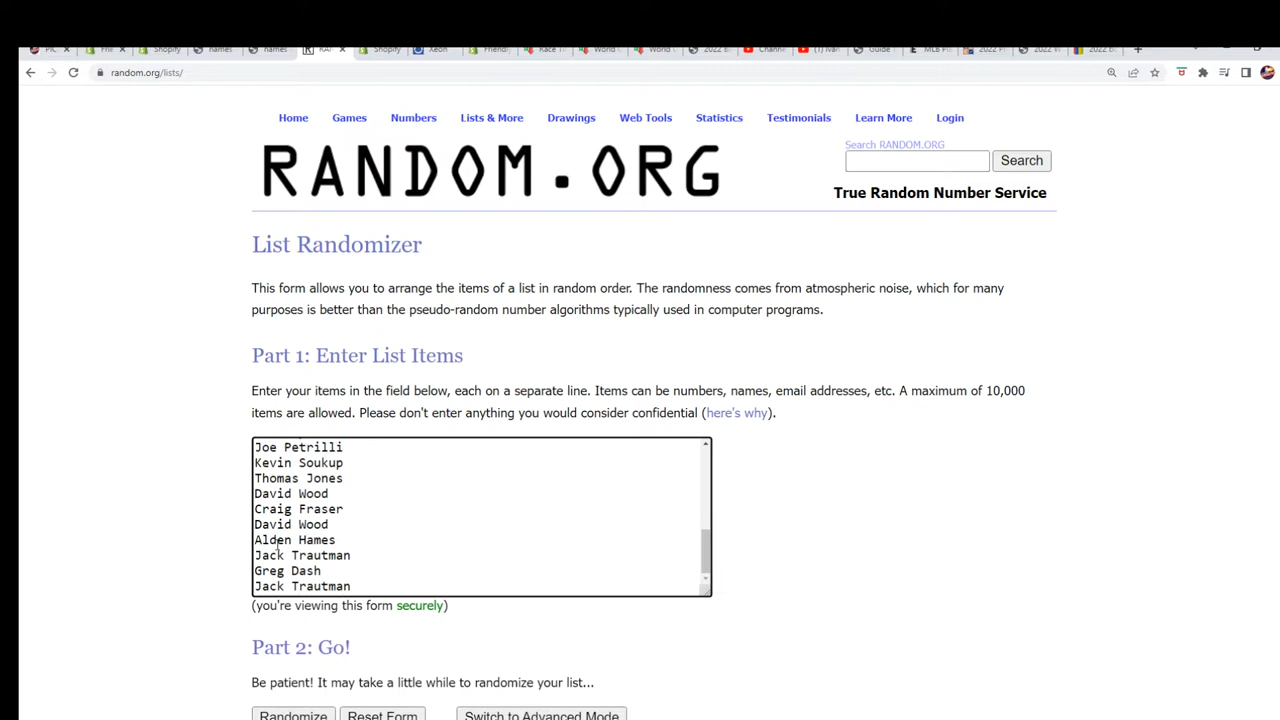 Shopify
names
names
Shopify
Xeon
Guide
random.org/lists/
Home Games Numbers Lists & More Drawings Web Tools Statistics Testimonials Learn More Login
Search RANDOM.ORG
RANDOM.ORG
Search
True Random Number Service
List Randomizer
This form allows you to arrange the items of a list in random order. The randomness comes from atmospheric noise, which for many
purposes is better than the pseudo-random number algorithms typically used in computer programs.
Part 1: Enter List Items
Enter your items in the field below, each on a separate line. Items can be numbers, names, email addresses, etc. A maximum of 10,000
items are allowed. Please don't enter anything you would consider confidential (here's why).
Joe Petrilli
Kevin Soukup
Thomas Jones
David Wood
Craig Fraser
David Wood
Alden Hames
Jack Trautman
Greg Dash
Jack Trautman
(you're viewing this form securely)
Part 2: Go!
Be patient! It may take a little while to randomize your list...
Randomize Reset Form Switch to Advanced Mode